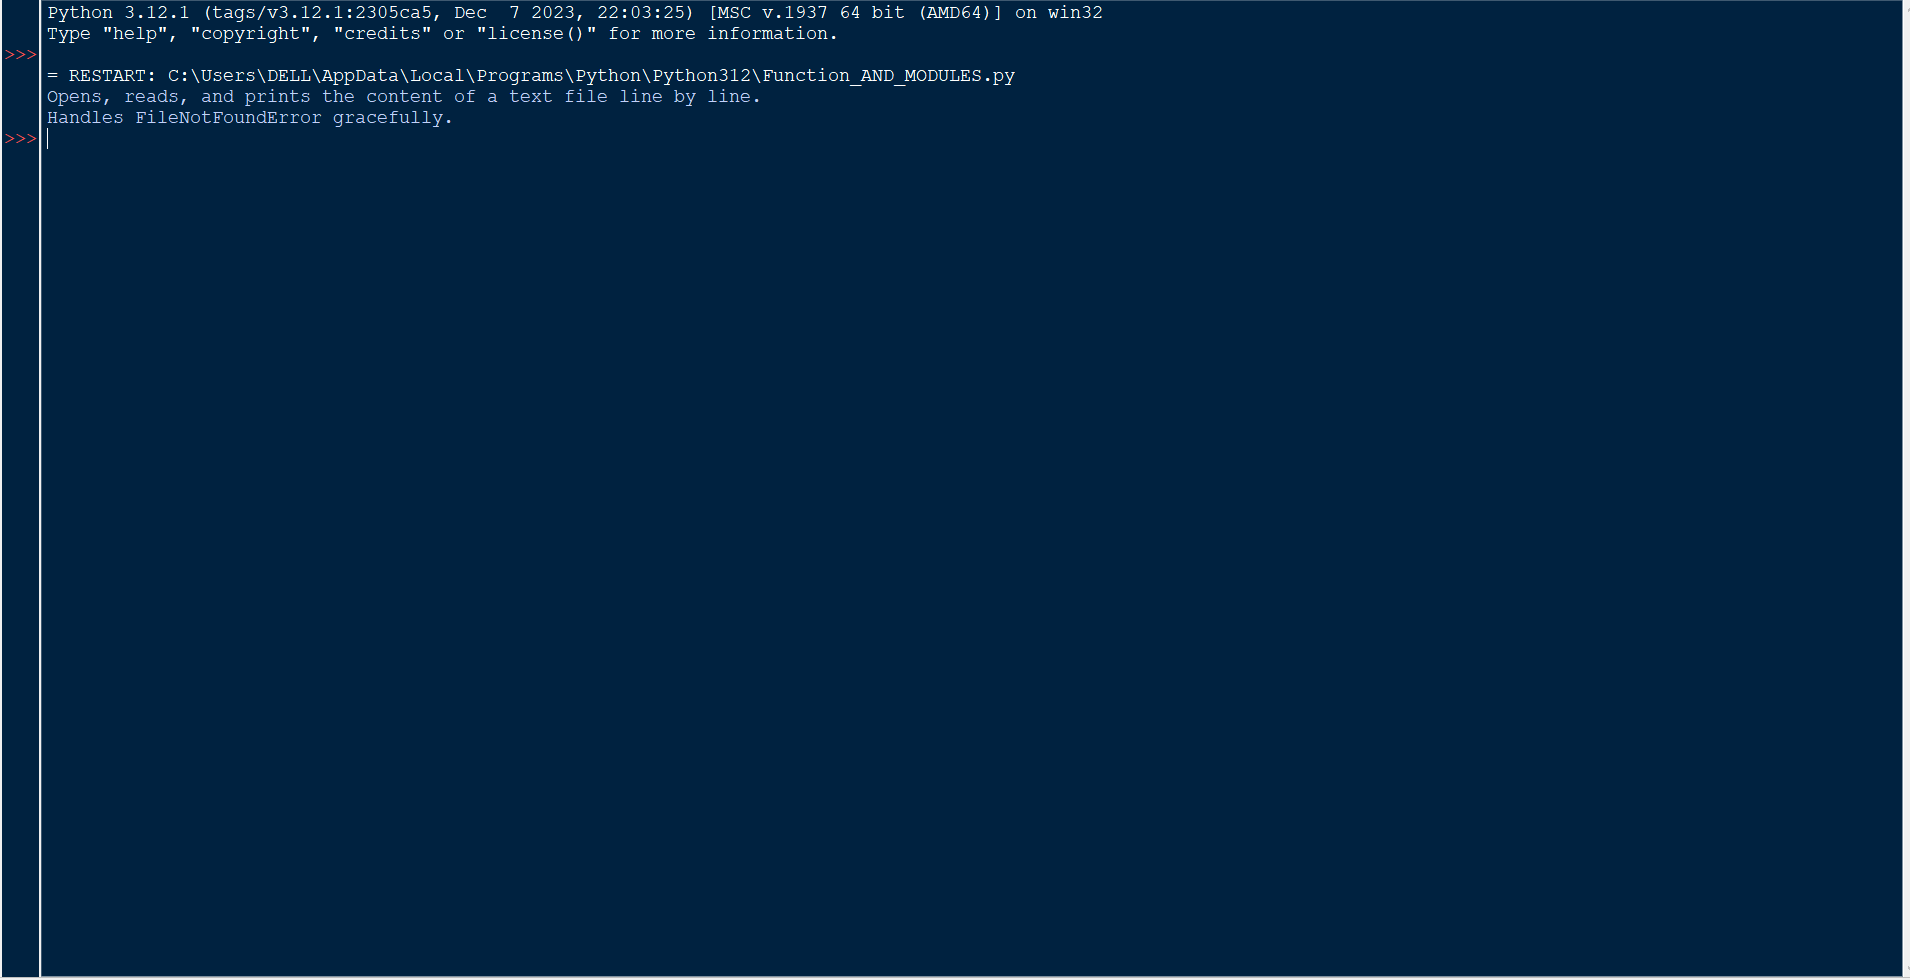 Python 3.12.1 (tags/v3.12.1:2305ca5, Dec  7 2023, 22:03:25) [MSC v.1937 64 bit (AMD64)] on win32
Type "help", "copyright", "credits" or "license()" for more information.
>>>
= RESTART: C:\Users\DELL\AppData\Local\Programs\Python\Python312\Function_AND_MODULES.py
Opens, reads, and prints the content of a text file line by line.
Handles FileNotFoundError gracefully.
>>>